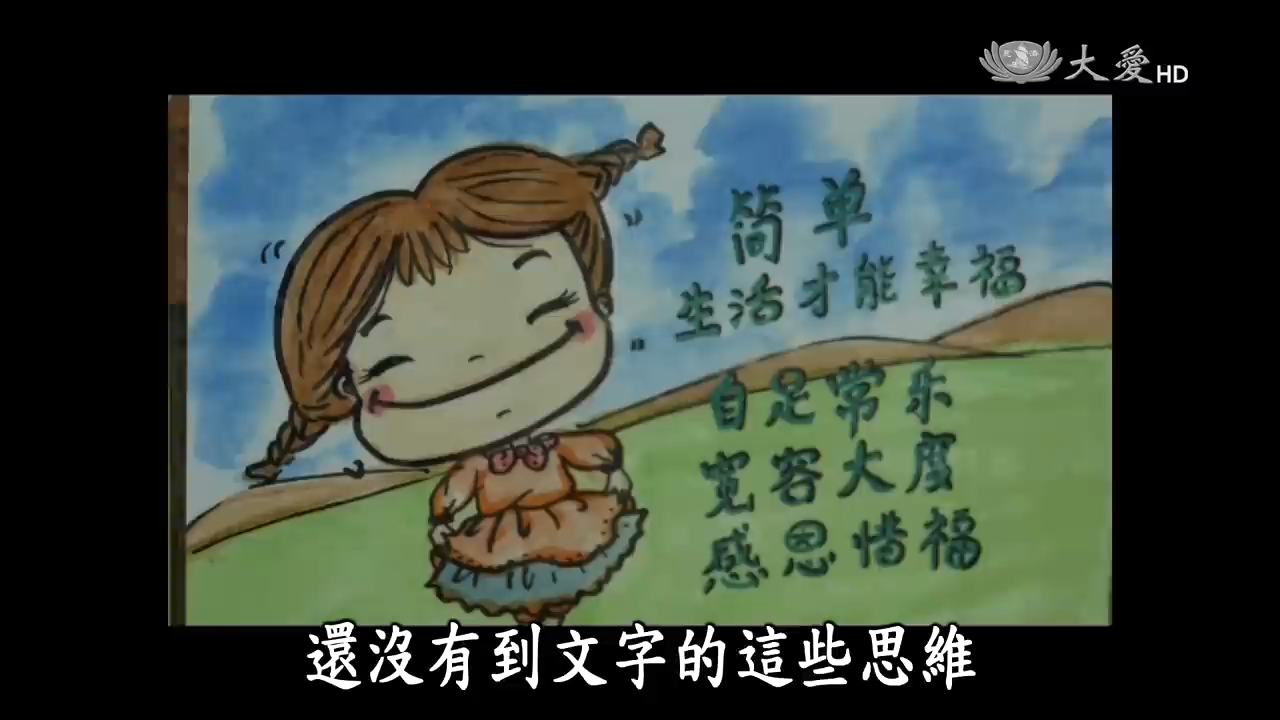 大愛HD
简单
生活才能幸福
自足常乐
宽容大度
感恩惜福
還沒有到文字的這些思維